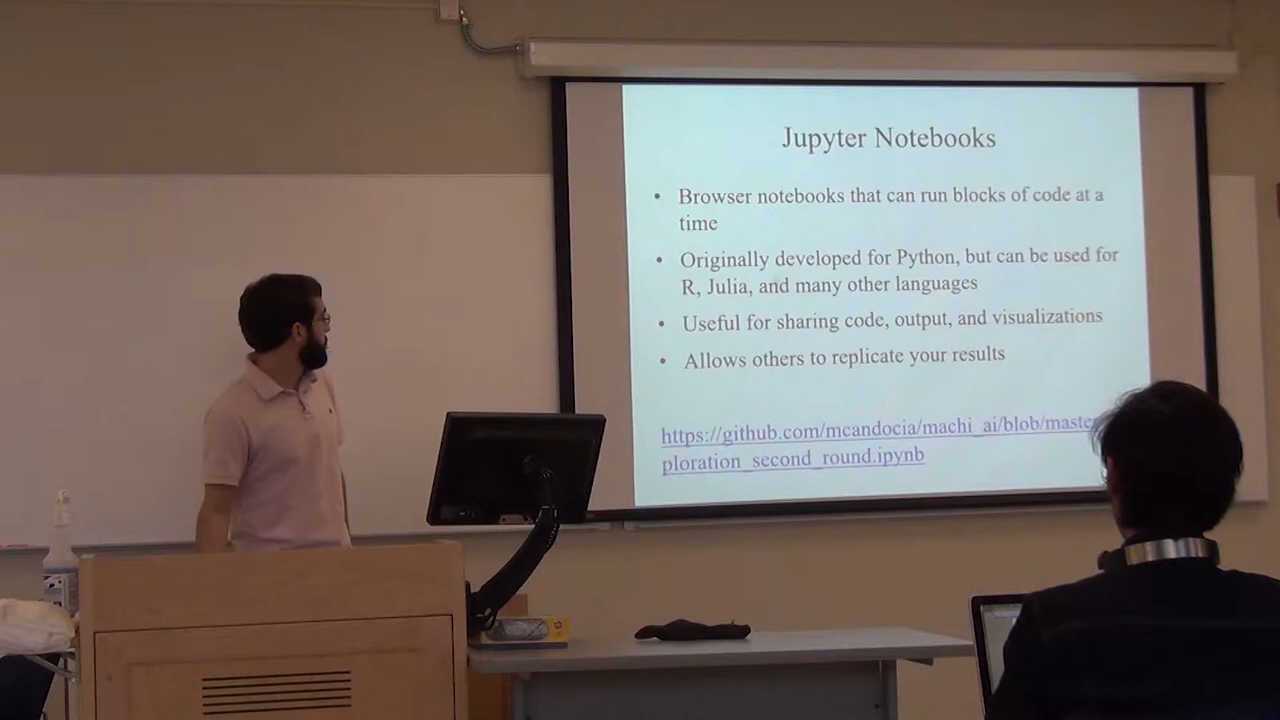 Jupyter Notebooks
• Browser notebooks that can run blocks of code at a
time
• Originally developed for Python, but can be used for
R, Julia, and many other languages
• Useful for sharing code, output, and visualizations
• Allows others to replicate your results
https://github.com/mcandocia/machi_ai/blob/maste
ploration_second_round.ipynb